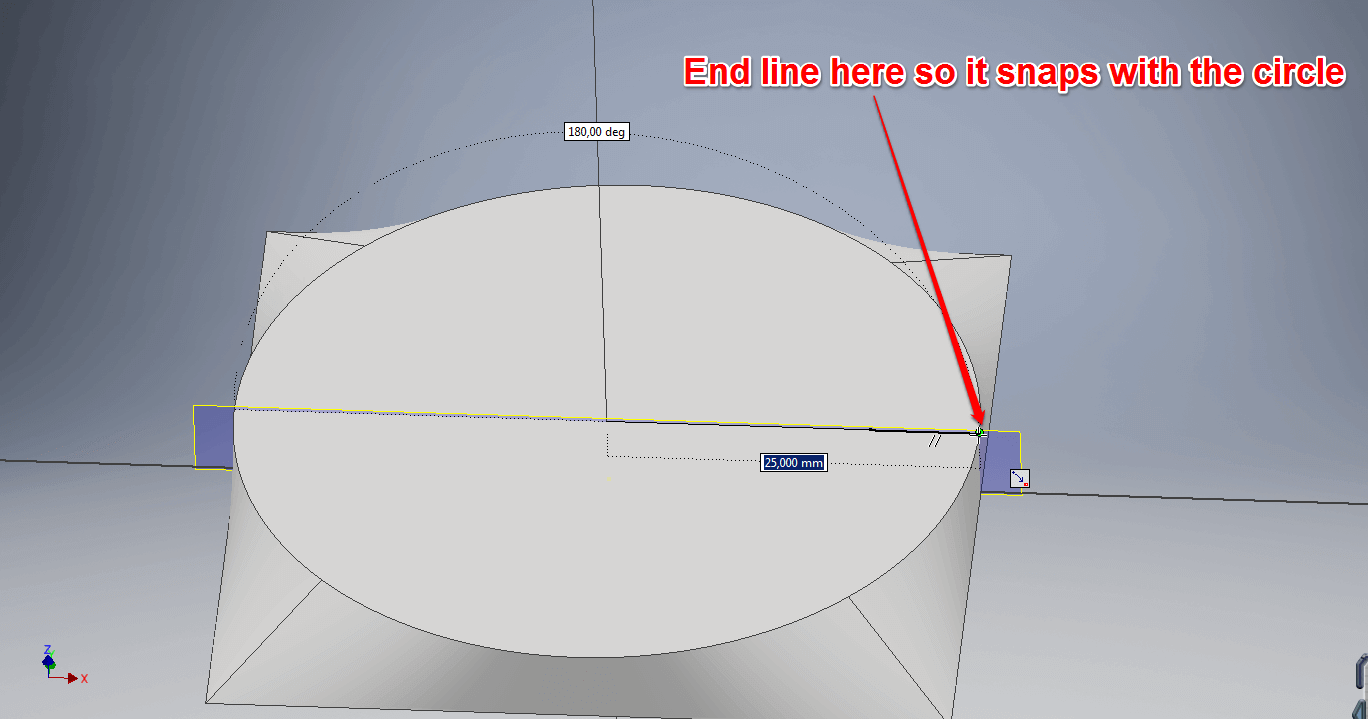 End line here so it snaps with the circle
180,00 deg
25,000 mm
Z
X